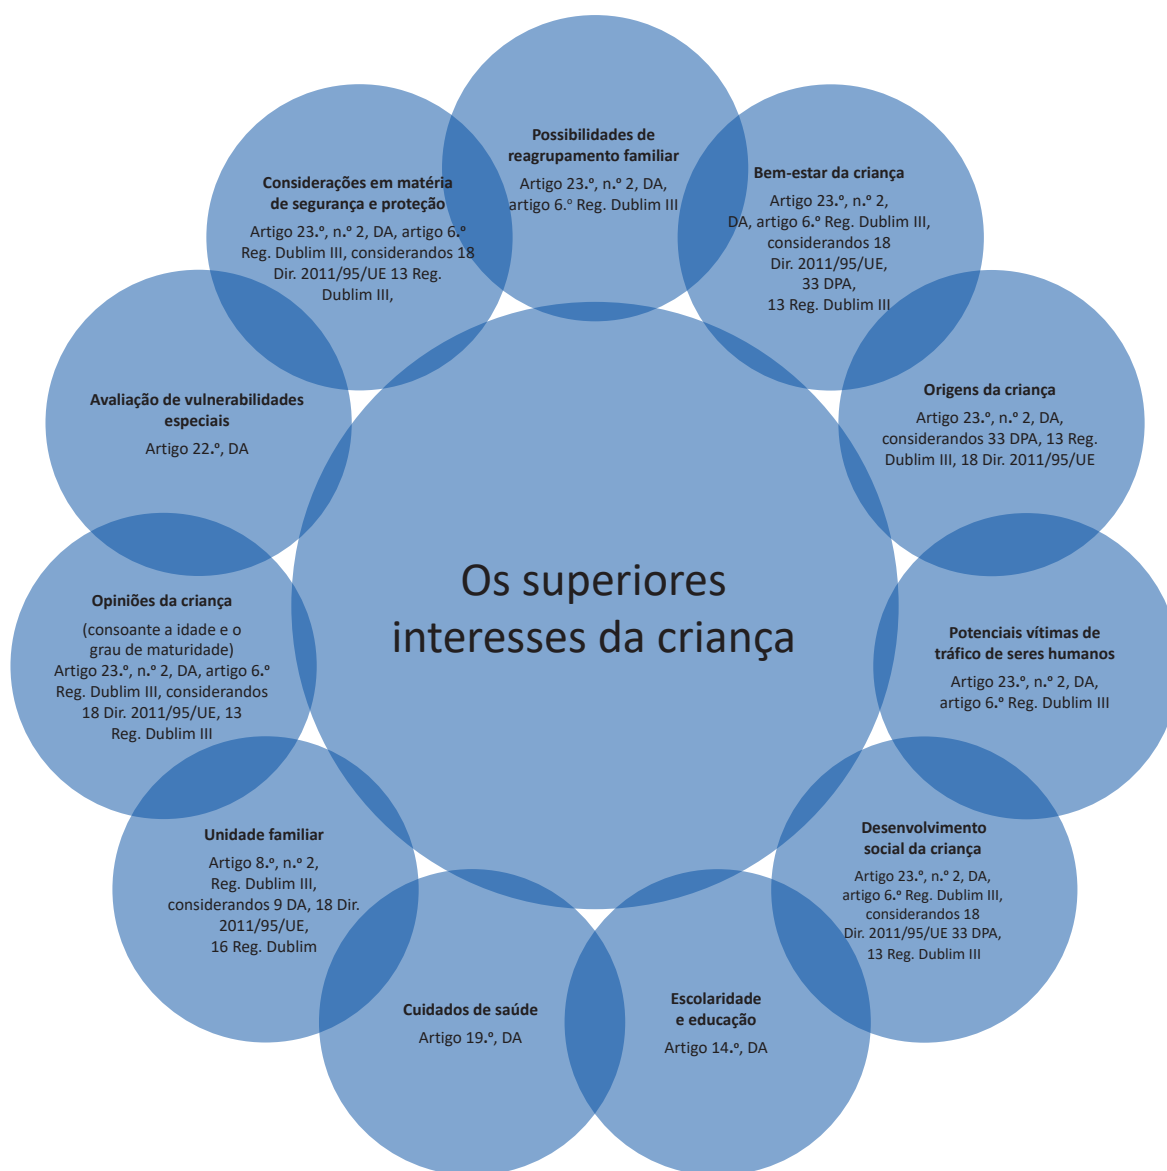 Possibilidades de
reagrupamento familiar
Artigo 23.º, n.º 2, DA,
artigo 6.º Reg. Dublim III
Bem-estar da criança
Artigo 23.º, n.º 2,
DA, artigo 6.º Reg. Dublim III,
considerandos 18
Dir. 2011/95/UE,
33 DPA,
13 Reg. Dublim III
Origens da criança
Artigo 23.º, n.º 2, DA,
considerandos 33 DPA, 13 Reg.
Dublim III, 18 Dir. 2011/95/UE
Potenciais vítimas de
tráfico de seres humanos
Artigo 23.º, n.º 2, DA,
artigo 6.º Reg. Dublim III
Desenvolvimento
social da criança
Artigo 23.º, n.º 2, DA,
artigo 6.º Reg. Dublim III,
considerandos 18
Dir. 2011/95/UE 33 DPA,
13 Reg. Dublim III
Escolaridade
e educação
Artigo 14.º, DA
Cuidados de saúde
Artigo 19.º, DA
Unidade familiar
Artigo 8.º, n.º 2,
Reg. Dublim III,
considerandos 9 DA, 18 Dir.
2011/95/UE,
16 Reg. Dublim
Opiniões da criança
(consoante a idade e o
grau de maturidade)
Artigo 23.º, n.º 2, DA, artigo 6.º
Reg. Dublim III, considerandos
18 Dir. 2011/95/UE, 13
Reg. Dublim III
Avaliação de vulnerabilidades
especiais
Artigo 22.º, DA
Considerações em matéria
de segurança e proteção
Artigo 23.º, n.º 2, DA, artigo 6.º
Reg. Dublim III, considerandos 18
Dir. 2011/95/UE 13 Reg.
Dublim III,
Os superiores
interesses da criança